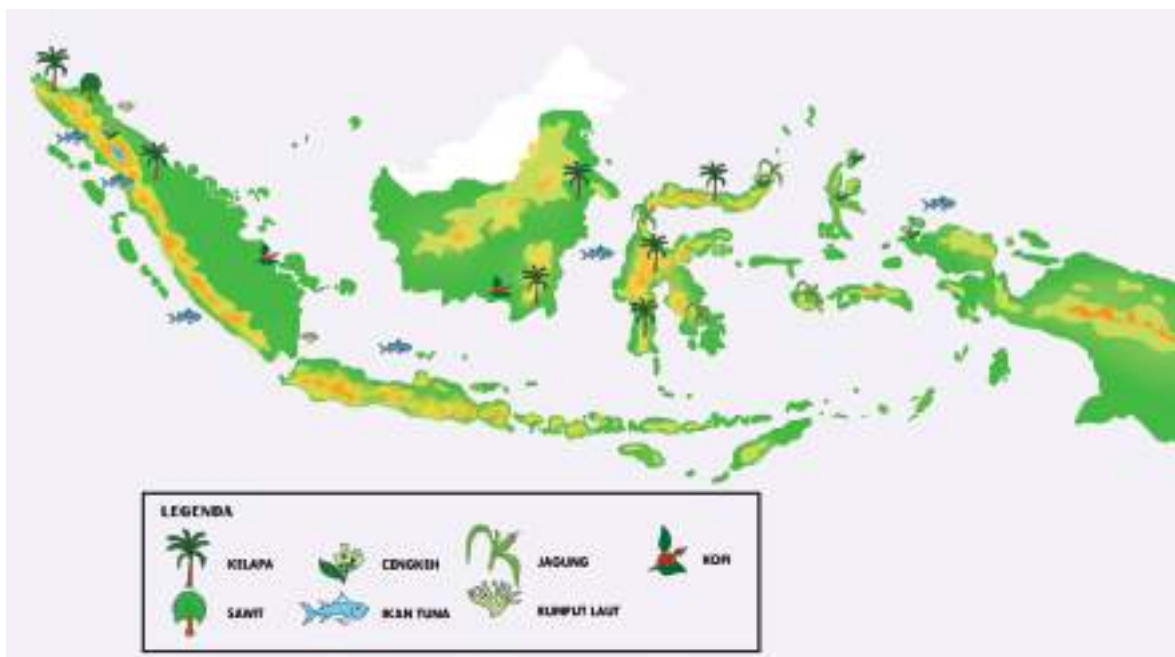 LEGENDA
KELAPA
CENGKEH
JAGUNG
KOPI
SAWIT
IKAN TUNA
RUMPUT LAUT